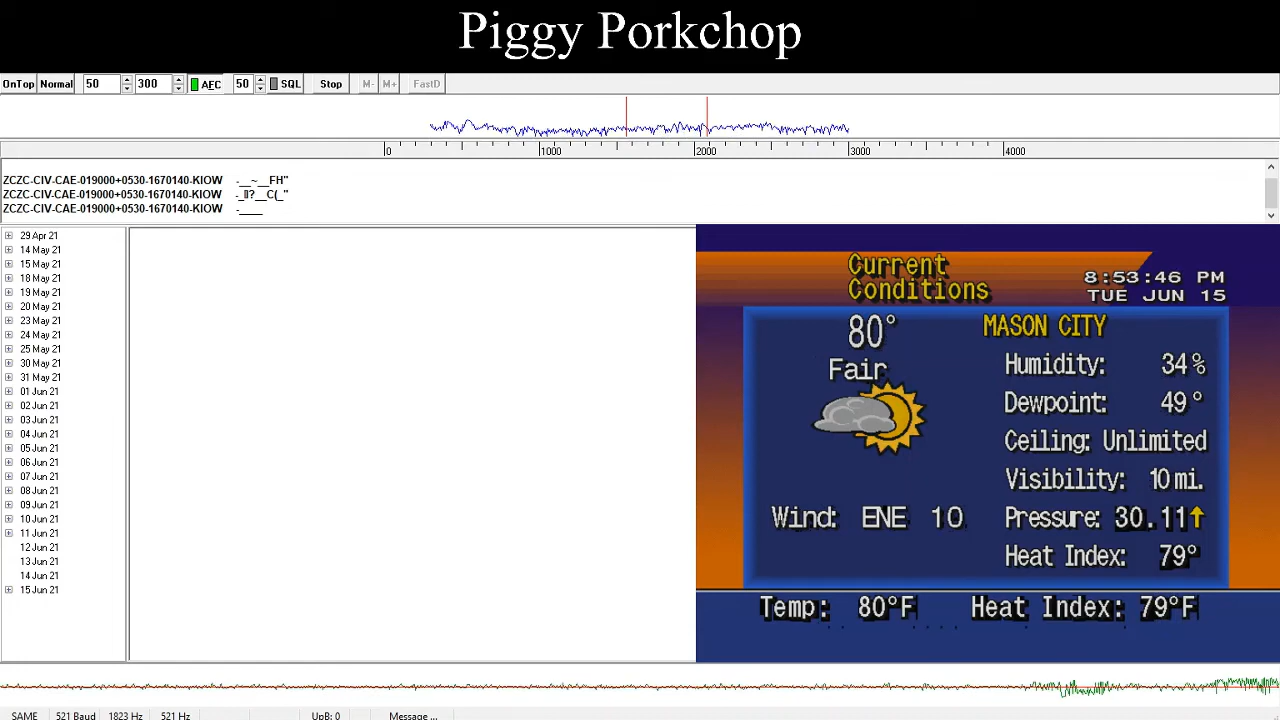 Piggy Porkchop
OnTop Normal 50 300 AFC 50 SQL Stop M- M+ FastD
0 1000 2000 3000 4000
ZCZC-CIV-CAE-019000+0530-1670140-KIOW -__~__FH"
ZCZC-CIV-CAE-019000+0530-1670140-KIOW
ZCZC-CIV-CAE-019000+0530-1670140-KIOW -____
29 Apr 21
14 May 21
15 May 21
18 May 21
19 May 21
20 May 21
23 May 21
24 May 21
25 May 21
30 May 21
31 May 21
01 Jun 21
02 Jun 21
03 Jun 21
04 Jun 21
05 Jun 21
06 Jun 21
07 Jun 21
08 Jun 21
09 Jun 21
10 Jun 21
11 Jun 21
12 Jun 21
13 Jun 21
14 Jun 21
15 Jun 21
Current
Conditions
8:53:46 PM
TUE JUN 15
80°
Fair
Wind: ENE 10
MASON CITY
Humidity: 34%
Dewpoint: 49°
Ceiling: Unlimited
Visibility: 10 mi.
Pressure: 30.11↑
Heat Index: 79°
Temp: 80°F Heat Index: 79°F
SAME 521 Baud 1823 Hz 521 Hz UpB: 0 Message ...